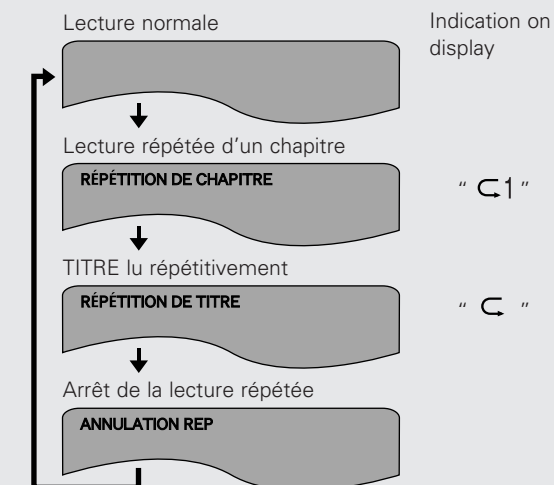 Lecture normale
Indication on
display
Lecture répétée d'un chapitre
RÉPÉTITION DE CHAPITRE
" ⊂1 "
TITRE lu répétitivement
RÉPÉTITION DE TITRE
" ⊂ "
Arrêt de la lecture répétée
ANNULATION REP